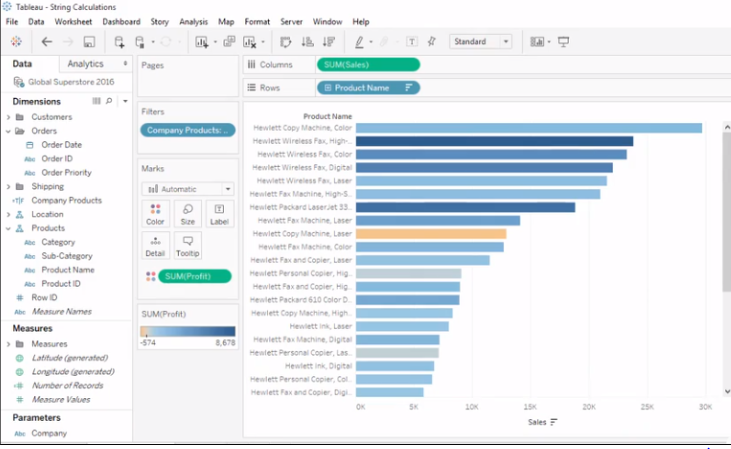 Tableau - String Calculations
File Data Worksheet Dashboard Story Analysis Map Format Server Window Help
Standard
Data Analytics
Global Superstore 2016
Dimensions
Customers
Orders
Order Date
Abc Order ID
Abc Order Priority
Shipping
Company Products
Location
Products
Abc Category
Abc Sub-Category
Abc Product Name
Abc Product ID
# Row ID
Abc Measure Names
Measures
Measures
Latitude (generated)
Longitude (generated)
Number of Records
# Measure Values
Parameters
Abc Company
Pages
Filters
Company Products: ..
Marks
Automatic
Color Size Label
Detail Tooltip
SUM(Profit)
SUM(Profit)
-574 8,678
Columns SUM(Sales)
Rows Product Name
Product Name
Hewlett Copy Machine, Color
Hewlett Wireless Fax, High-..
Hewlett Wireless Fax, Color
Hewlett Wireless Fax, Digital
Hewlett Wireless Fax, Laser
Hewlett Fax Machine, High-S..
Hewlett Packard LaserJet 33..
Hewlett Fax Machine, Laser
Hewlett Copy Machine, Laser
Hewlett Fax Machine, Color
Hewlett Fax and Copier, Laser
Hewlett Personal Copier, Hig..
Hewlett Fax and Copier, Hig..
Hewlett Packard 610 Color D..
Hewlett Copy Machine, High..
Hewlett Ink, Laser
Hewlett Fax Machine, Digital
Hewlett Personal Copier, Las..
Hewlett Ink, Digital
Hewlett Personal Copier, Col..
Hewlett Fax and Copier, Digi..
0K 5K 10K 15K 20K 25K 30K
Sales